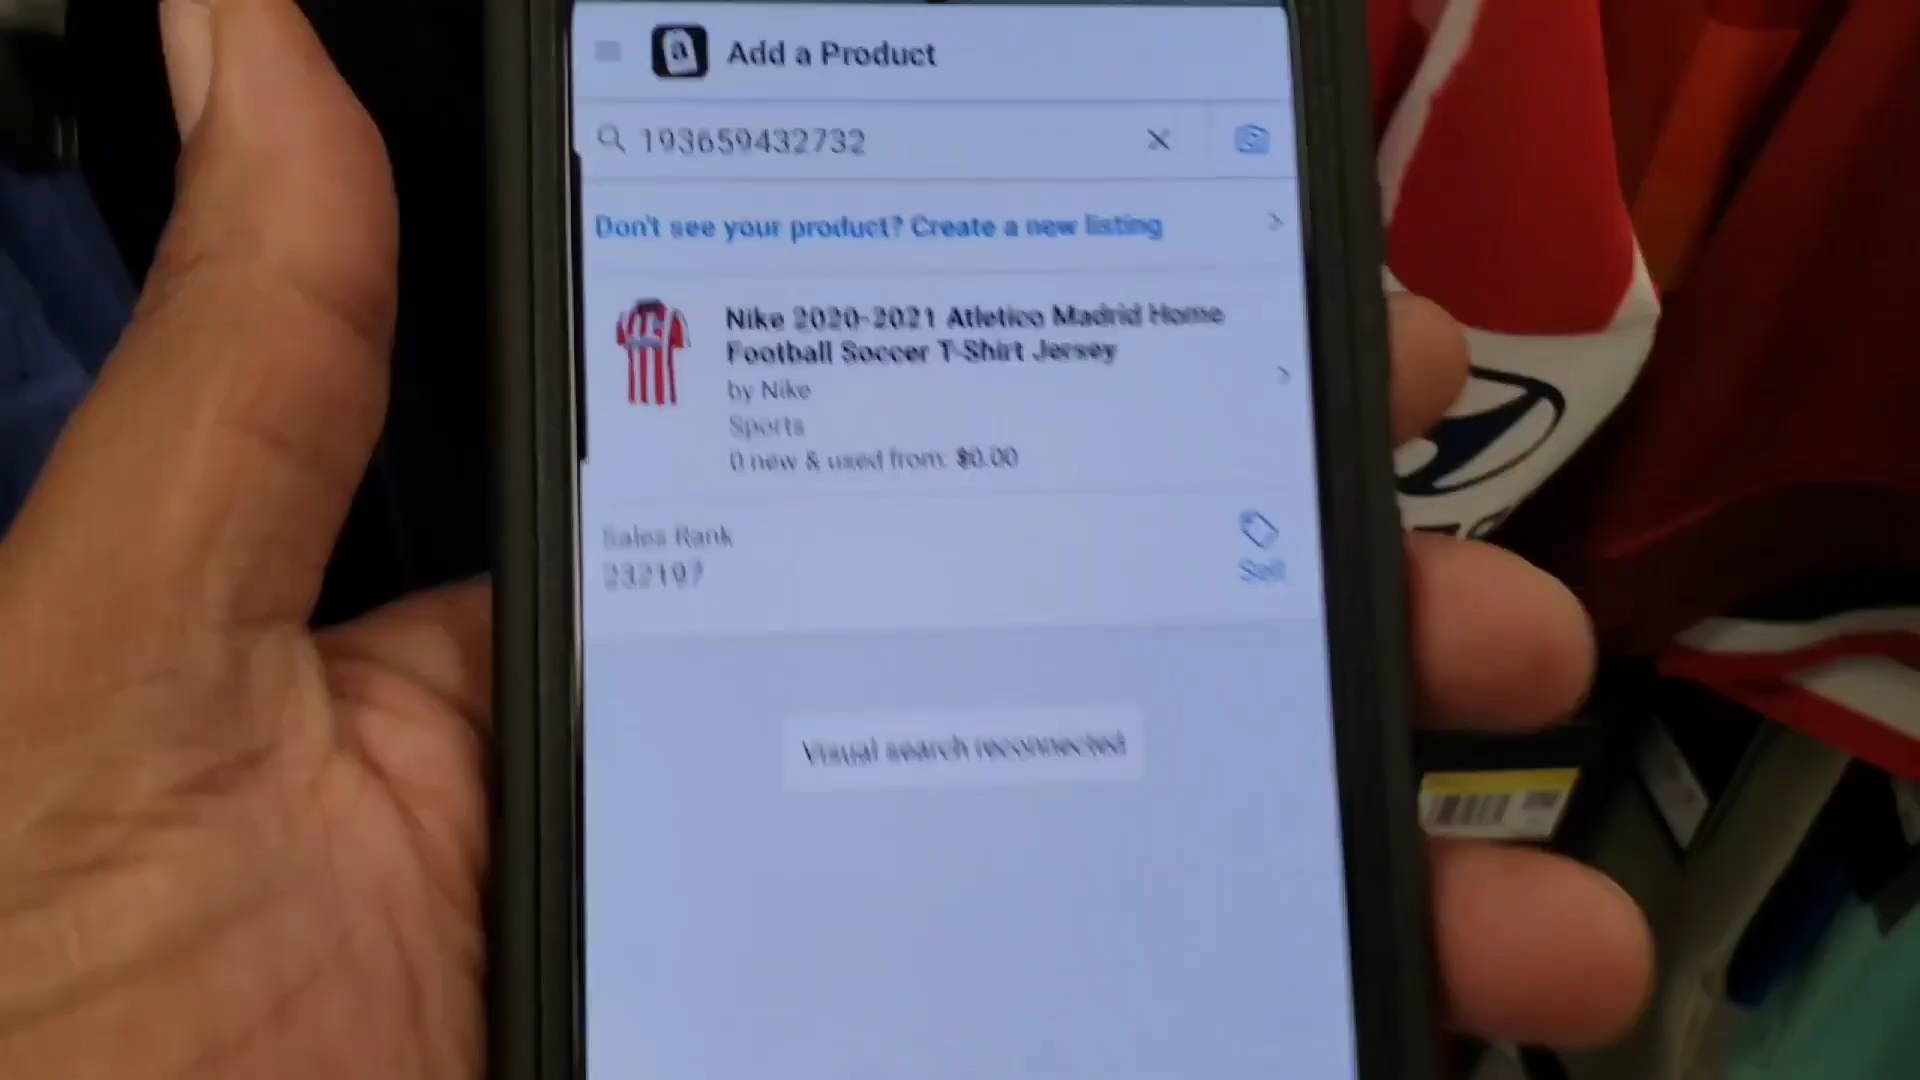 Add a Product
193659432732
Don't see your product? Create a new listing
Nike 2020-2021 Atletico Madrid Home
Football Soccer T-Shirt Jersey
by Nike
Sports
0 new & used from: $0.00
Sales Rank
232197
Sell
Visual search reconnected